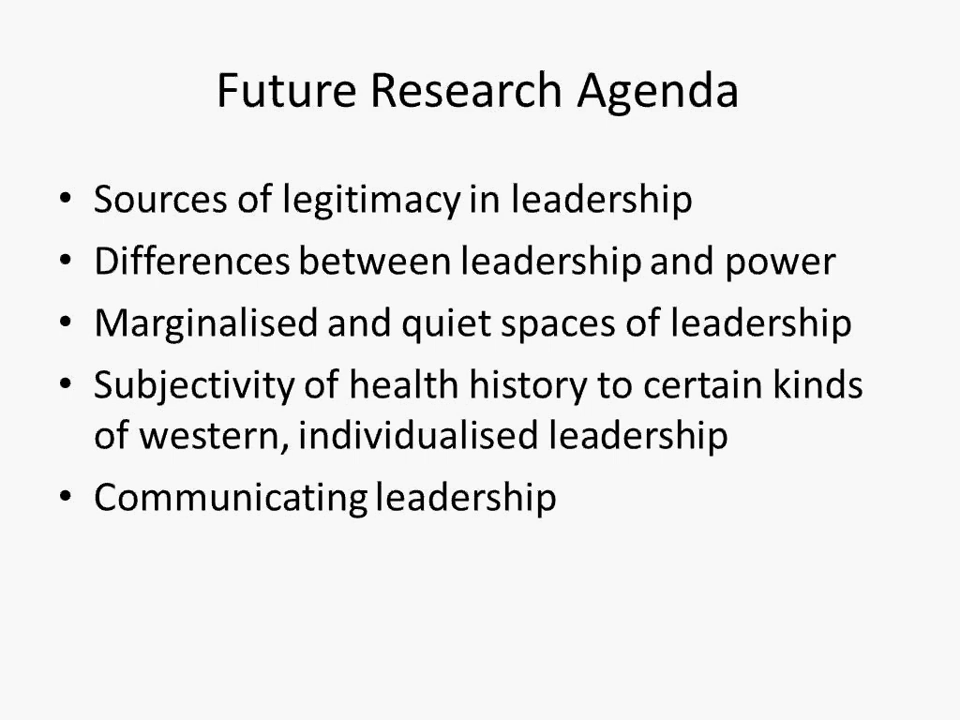 Future Research Agenda
• Sources of legitimacy in leadership
• Differences between leadership and power
• Marginalised and quiet spaces of leadership
• Subjectivity of health history to certain kinds
of western, individualised leadership
• Communicating leadership